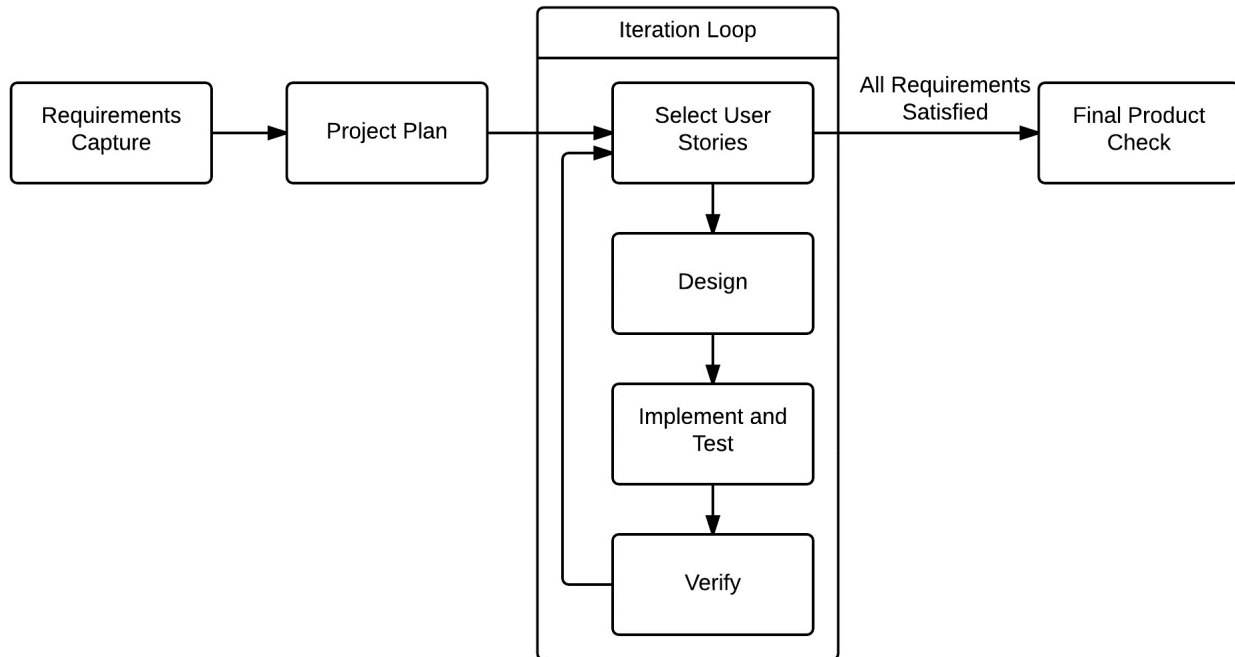 Iteration Loop
Requirements
Capture
Project Plan
Select User
Stories
All Requirements
Satisfied
Final Product
Check
Design
Implement and
Test
Verify